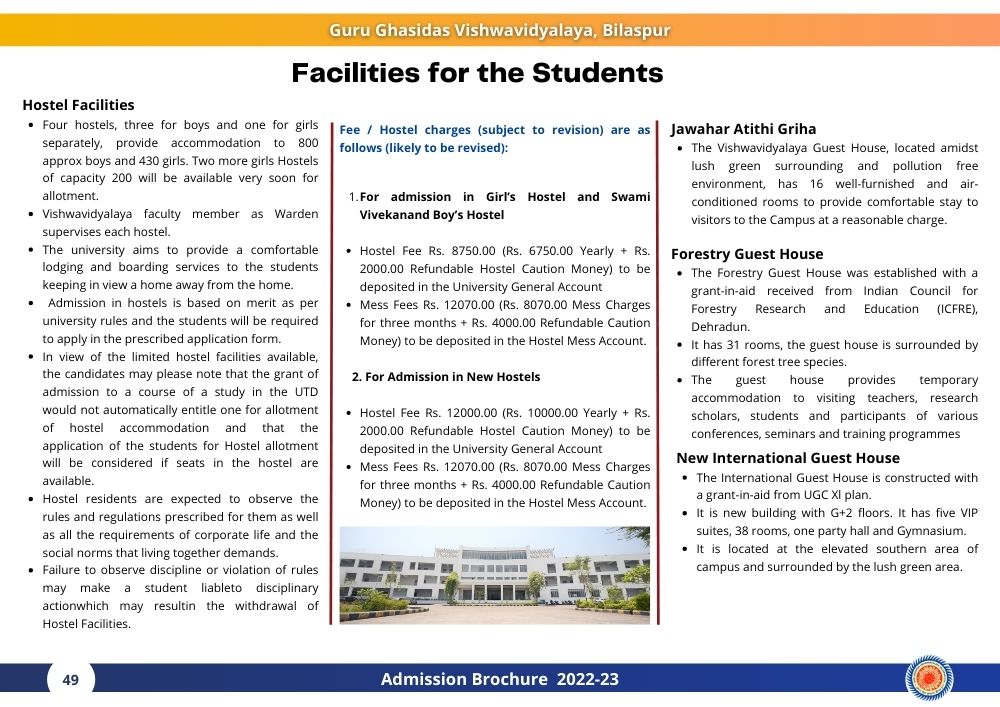 Guru Ghasidas Vishwavidyalaya, Bilaspur
Facilities for the Students
Hostel Facilities
• Four hostels, three for boys and one for girls
separately, provide accommodation to 800
approx boys and 430 girls. Two more girls Hostels
of capacity 200 will be available very soon for
allotment.
• Vishwavidyalaya faculty member as Warden
supervises each hostel.
• The university aims to provide a comfortable
lodging and boarding services to the students
keeping in view a home away from the home.
• Admission in hostels is based on merit as per
university rules and the students will be required
to apply in the prescribed application form.
• In view of the limited hostel facilities available,
the candidates may please note that the grant of
admission to a course of a study in the UTD
would not automatically entitle one for allotment
of hostel accommodation and that the
application of the students for Hostel allotment
will be considered if seats in the hostel are
available.
• Hostel residents are expected to observe the
rules and regulations prescribed for them as well
as all the requirements of corporate life and the
social norms that living together demands.
• Failure to observe discipline or violation of rules
may make a student liableto disciplinary
actionwhich may resultin the withdrawal of
Hostel Facilities.
Fee / Hostel charges (subject to revision) are as
follows (likely to be revised):
1. For admission in Girl's Hostel and Swami
Vivekanand Boy's Hostel
• Hostel Fee Rs. 8750.00 (Rs. 6750.00 Yearly + Rs.
2000.00 Refundable Hostel Caution Money) to be
deposited in the University General Account
• Mess Fees Rs. 12070.00 (Rs. 8070.00 Mess Charges
for three months + Rs. 4000.00 Refundable Caution
Money) to be deposited in the Hostel Mess Account.
2. For Admission in New Hostels
• Hostel Fee Rs. 12000.00 (Rs. 10000.00 Yearly + Rs.
2000.00 Refundable Hostel Caution Money) to be
deposited in the University General Account
• Mess Fees Rs. 12070.00 (Rs. 8070.00 Mess Charges
for three months + Rs. 4000.00 Refundable Caution
Money) to be deposited in the Hostel Mess Account.
Jawahar Atithi Griha
• The Vishwavidyalaya Guest House, located amidst
lush green surrounding and pollution free
environment, has 16 well-furnished and air-
conditioned rooms to provide comfortable stay to
visitors to the Campus at a reasonable charge.
Forestry Guest House
• The Forestry Guest House was established with a
grant-in-aid received from Indian Council for
Forestry Research and Education (ICFRE),
Dehradun.
• It has 31 rooms, the guest house is surrounded by
different forest tree species.
• The guest house provides temporary
accommodation to visiting teachers, research
scholars, students and participants of various
conferences, seminars and training programmes
New International Guest House
• The International Guest House is constructed with
a grant-in-aid from UGC XI plan.
• It is new building with G+2 floors. It has five VIP
suites, 38 rooms, one party hall and Gymnasium.
• It is located at the elevated southern area of
campus and surrounded by the lush green area.
49
Admission Brochure 2022-23